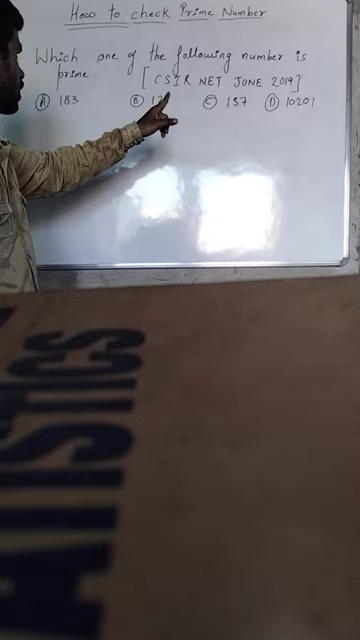 How to check Prime Number
Which one of the following number is
prime [CSIR NET JUNE 2019]
(A) 183 (B) (C) 157 (D) 10201
ATISTICS